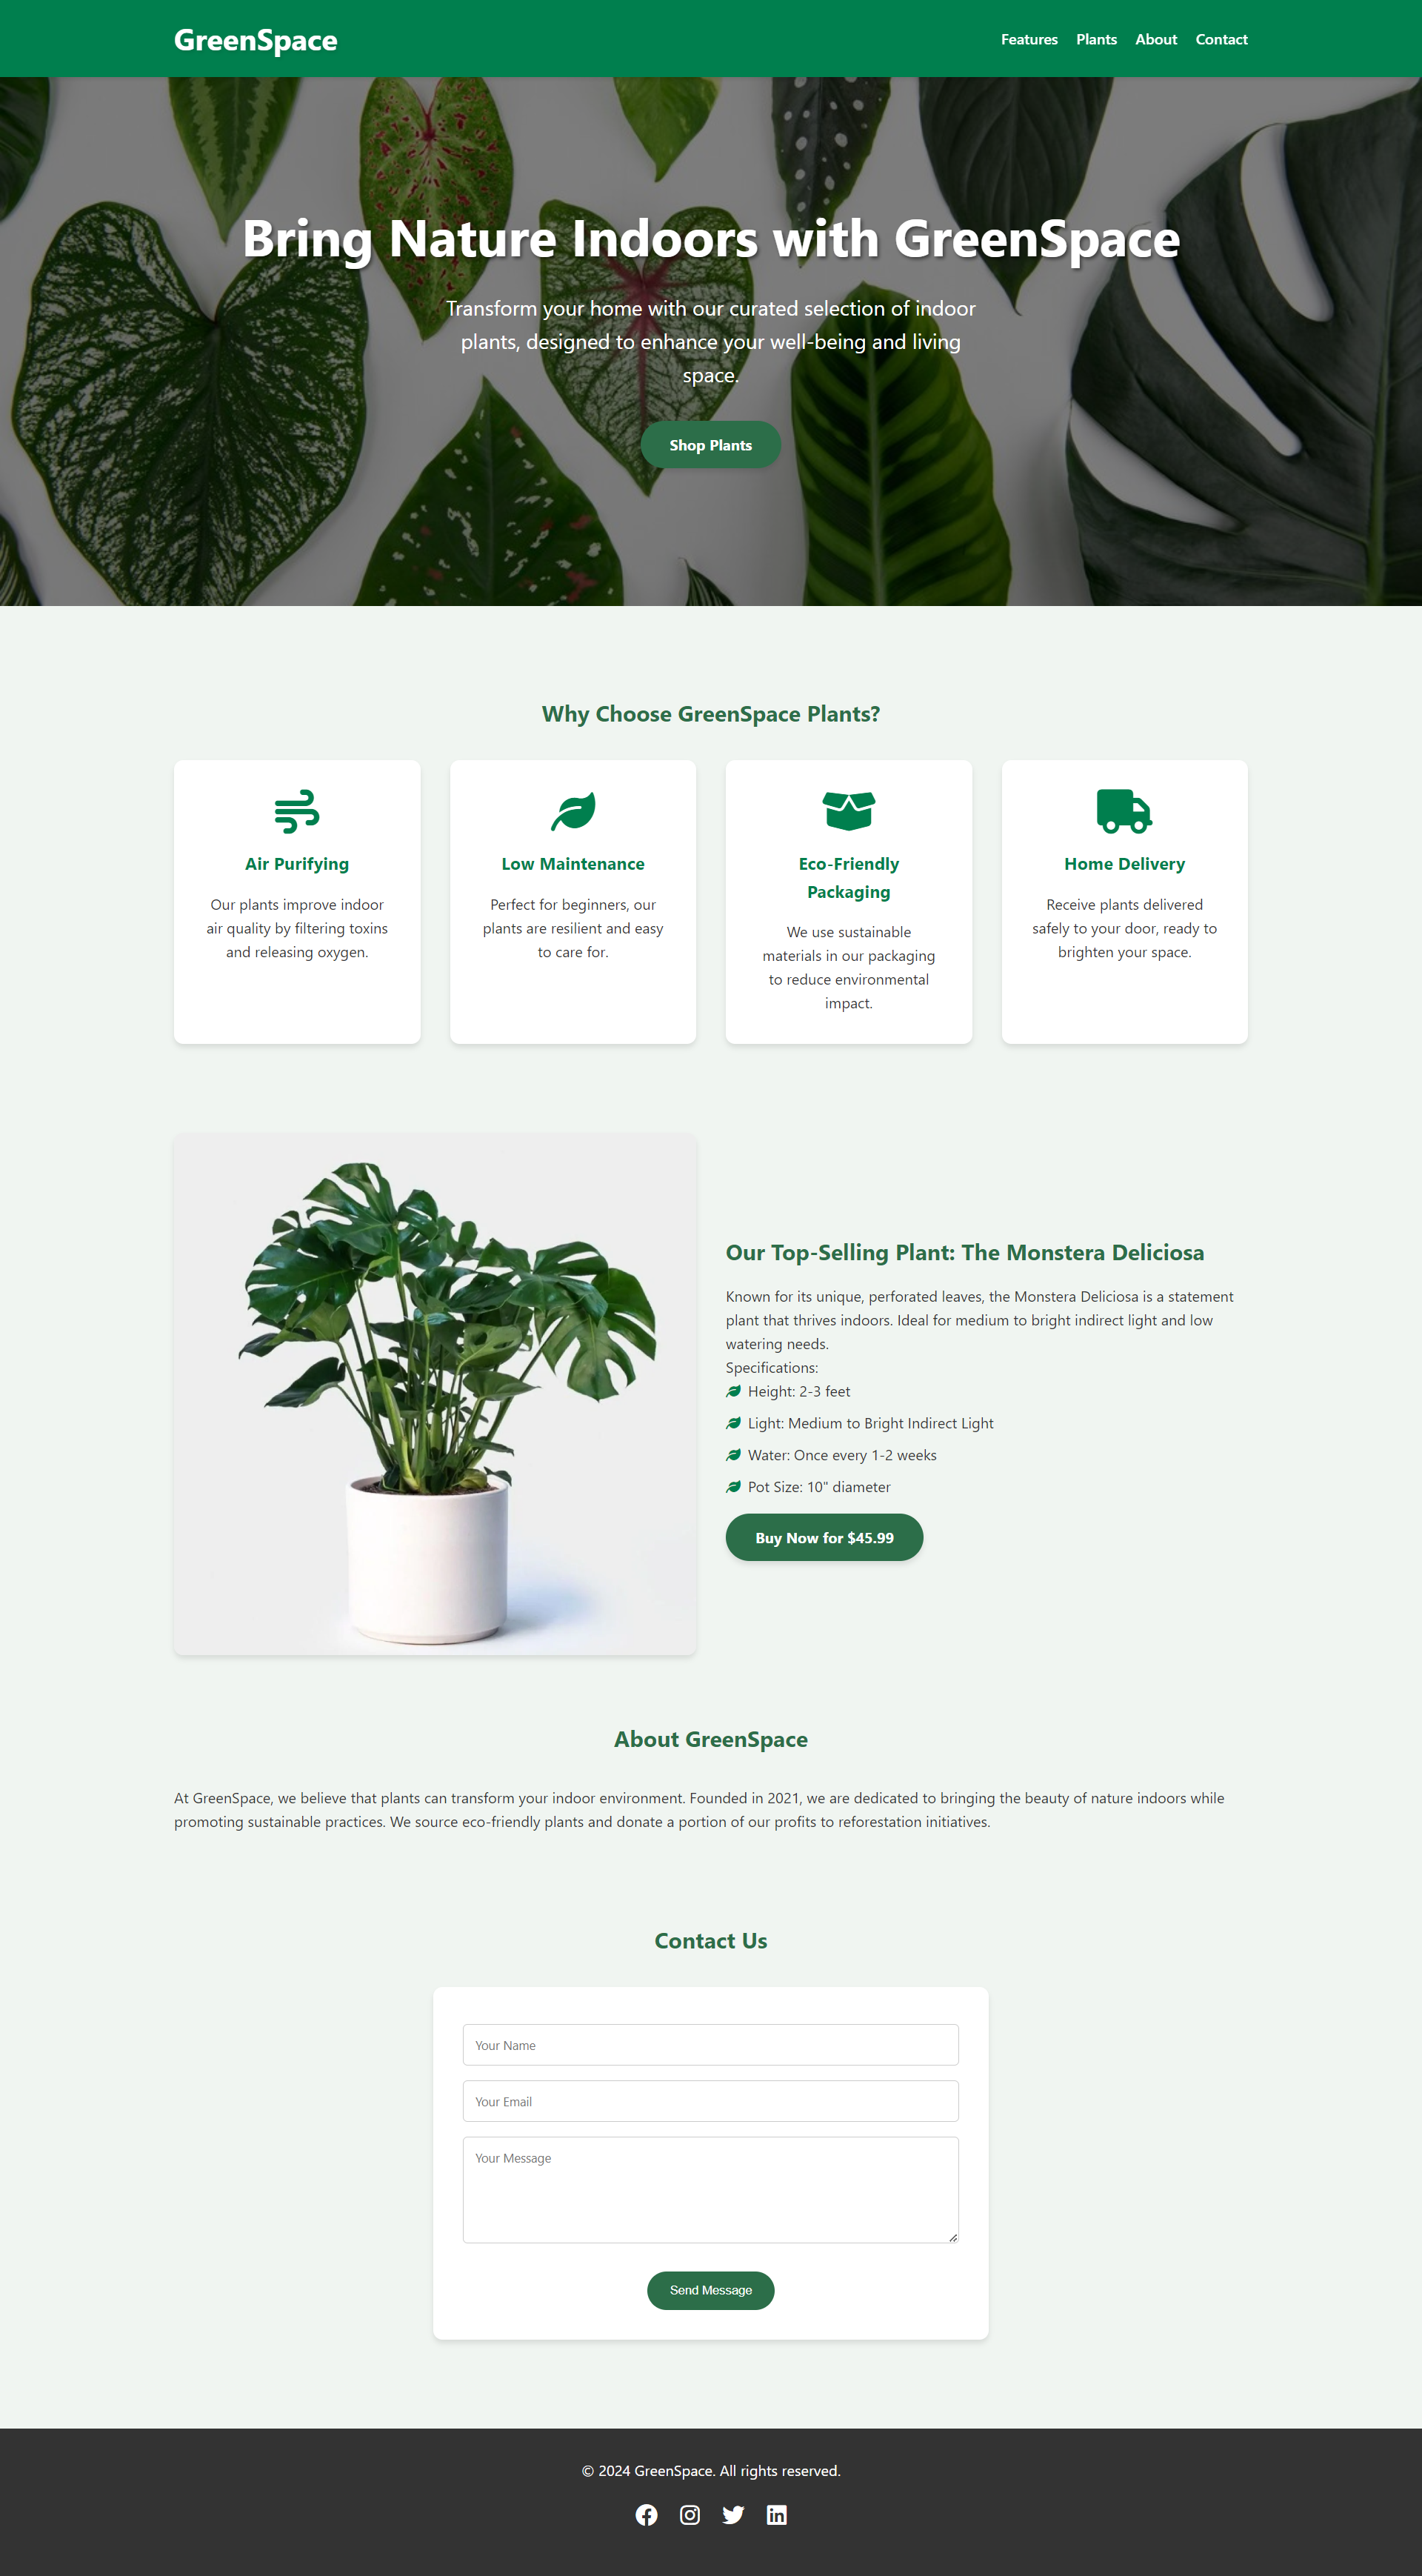 GreenSpace
Features Plants About Contact
Bring Nature Indoors with GreenSpace
Transform your home with our curated selection of indoor
plants, designed to enhance your well-being and living
space.
Shop Plants
Why Choose GreenSpace Plants?
Air Purifying
Our plants improve indoor
air quality by filtering toxins
and releasing oxygen.
Low Maintenance
Perfect for beginners, our
plants are resilient and easy
to care for.
Eco-Friendly
Packaging
We use sustainable
materials in our packaging
to reduce environmental
impact.
Home Delivery
Receive plants delivered
safely to your door, ready to
brighten your space.
Our Top-Selling Plant: The Monstera Deliciosa
Known for its unique, perforated leaves, the Monstera Deliciosa is a statement
plant that thrives indoors. Ideal for medium to bright indirect light and low
watering needs.
Specifications:
Height: 2-3 feet
Light: Medium to Bright Indirect Light
Water: Once every 1-2 weeks
Pot Size: 10" diameter
Buy Now for $45.99
About GreenSpace
At GreenSpace, we believe that plants can transform your indoor environment. Founded in 2021, we are dedicated to bringing the beauty of nature indoors while
promoting sustainable practices. We source eco-friendly plants and donate a portion of our profits to reforestation initiatives.
Contact Us
Your Name
Your Email
Your Message
Send Message
© 2024 GreenSpace. All rights reserved.